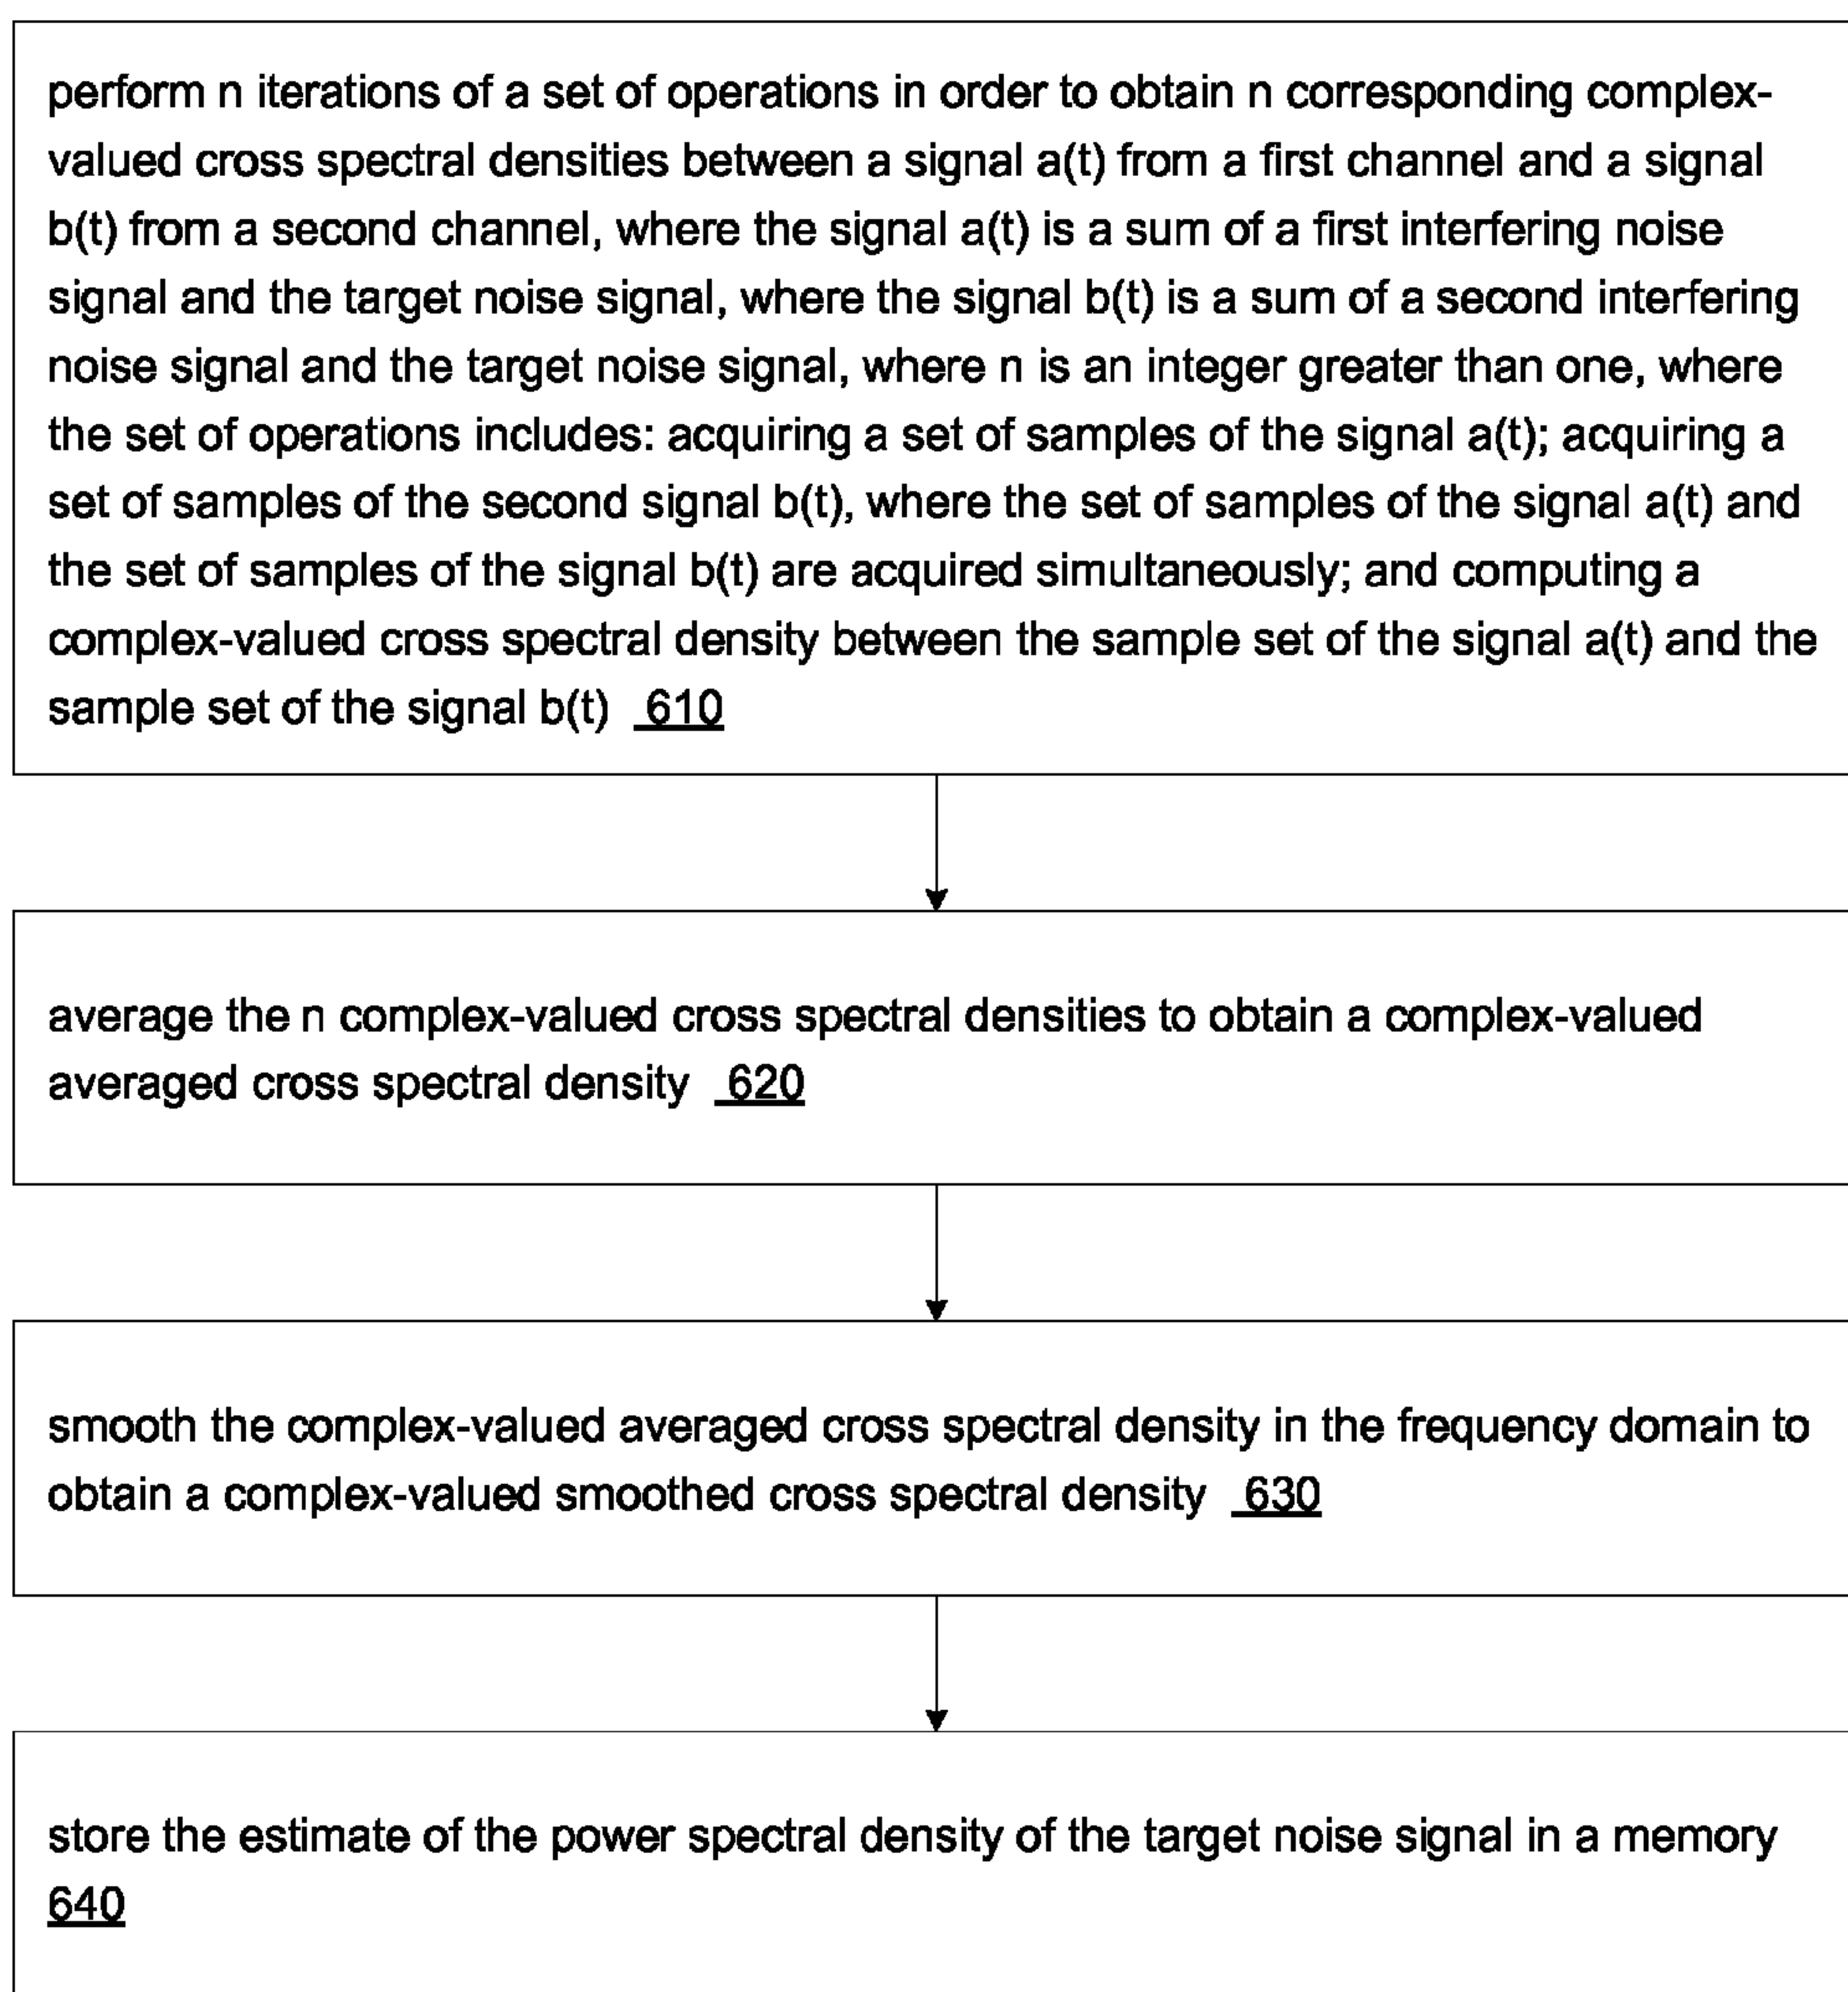 perform n iterations of a set of operations in order to obtain n corresponding complex-
valued cross spectral densities between a signal a(t) from a first channel and a signal
b(t) from a second channel, where the signal a(t) is a sum of a first interfering noise
signal and the target noise signal, where the signal b(t) is a sum of a second interfering
noise signal and the target noise signal, where n is an integer greater than one, where
the set of operations includes: acquiring a set of samples of the signal a(t); acquiring a
set of samples of the second signal b(t), where the set of samples of the signal a(t) and
the set of samples of the signal b(t) are acquired simultaneously; and computing a
complex-valued cross spectral density between the sample set of the signal a(t) and the
sample set of the signal b(t) 610
average the n complex-valued cross spectral densities to obtain a complex-valued
averaged cross spectral density 620
smooth the complex-valued averaged cross spectral density in the frequency domain to
obtain a complex-valued smoothed cross spectral density 630
store the estimate of the power spectral density of the target noise signal in a memory
640